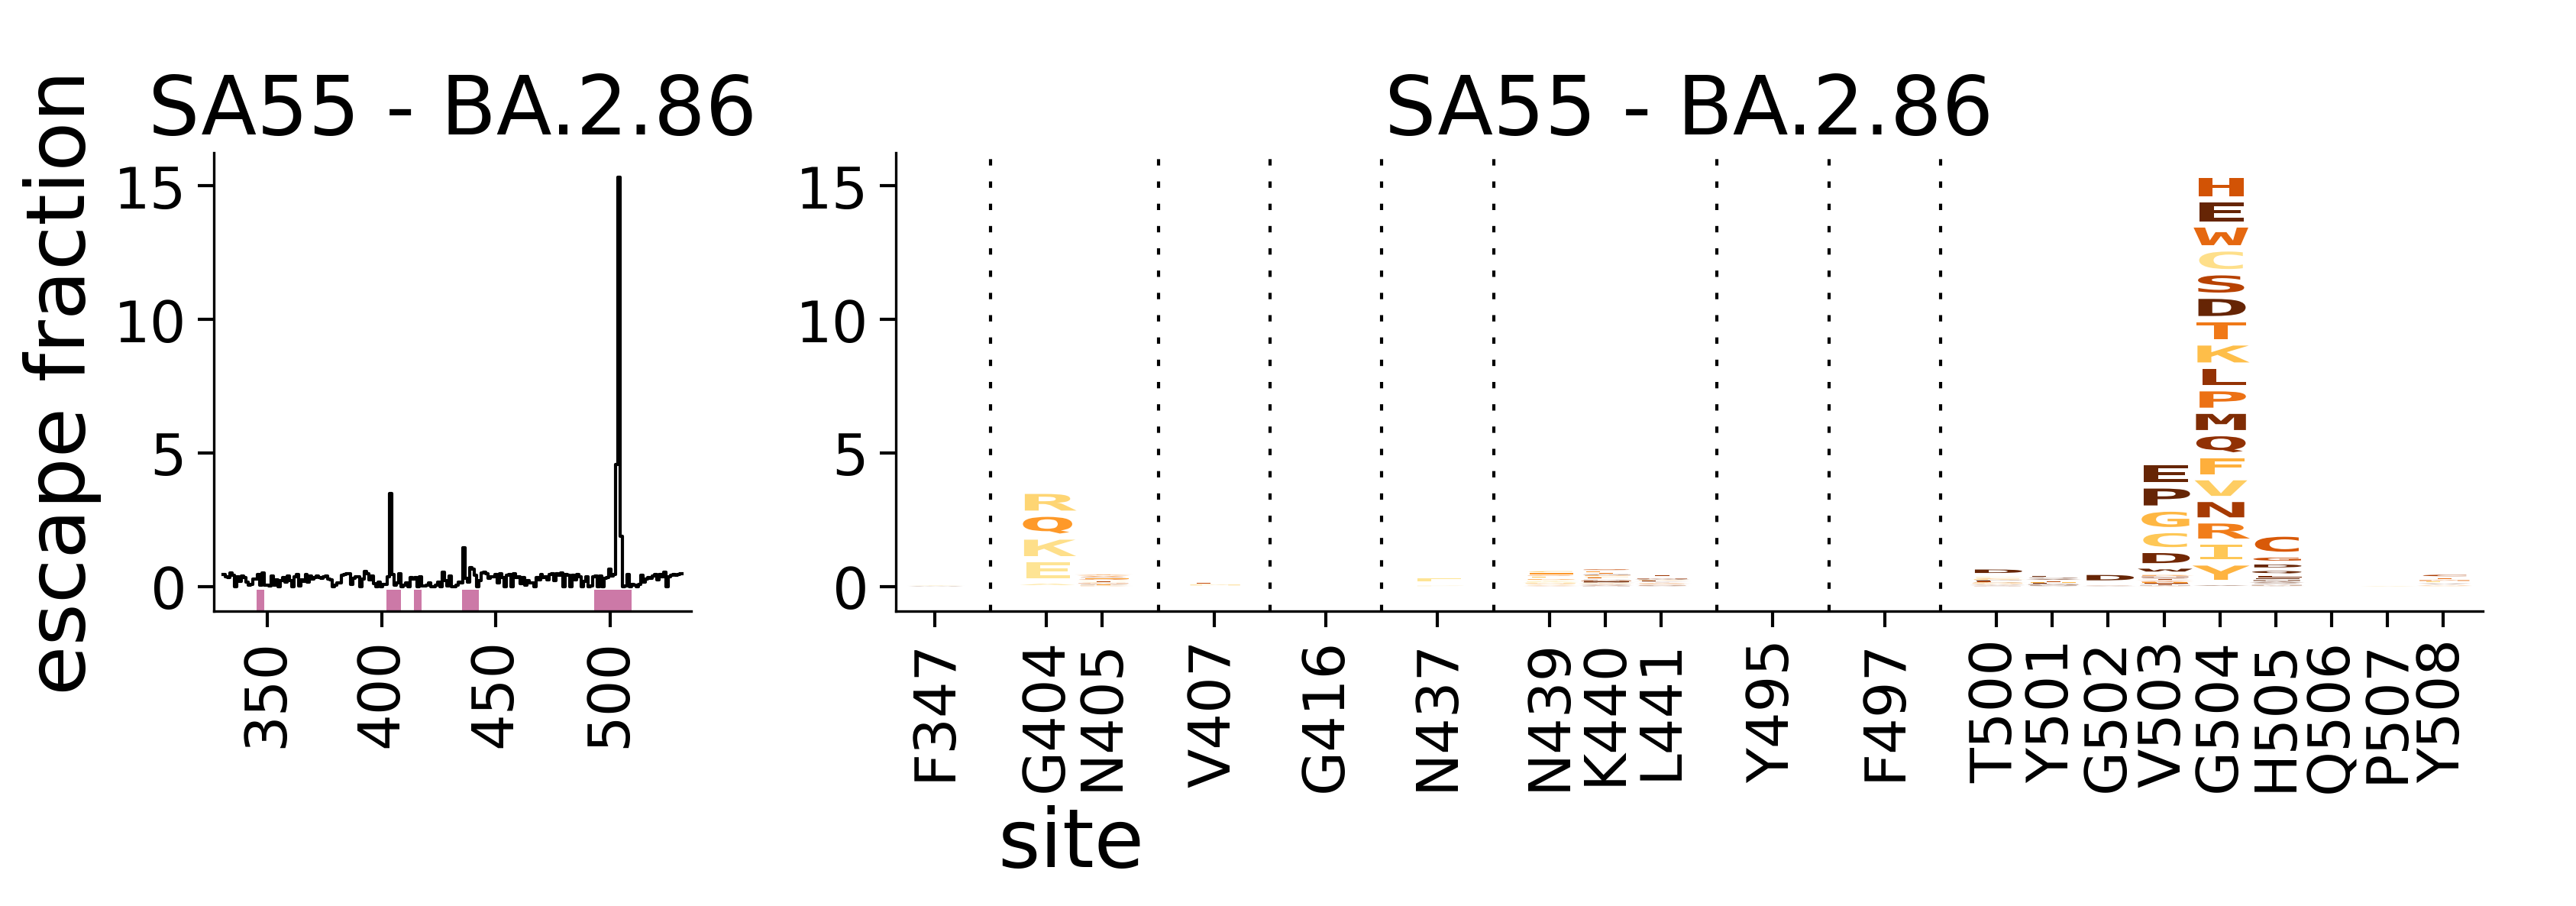 SA55 - BA.2.86
SA55 - BA.2.86
escape fraction
15
10
5
0
350
400
450
500
15
10
5
0
H
E
W
C
S
D
T
K
L
P
M
Q
F
V
N
R
I
Y
E
P
G
C
D
W
R
Q
K
E
C
D
D
F347
G404
N405
V407
G416
N437
N439
K440
L441
Y495
F497
T500
Y501
G502
V503
G504
H505
Q506
P507
Y508
site